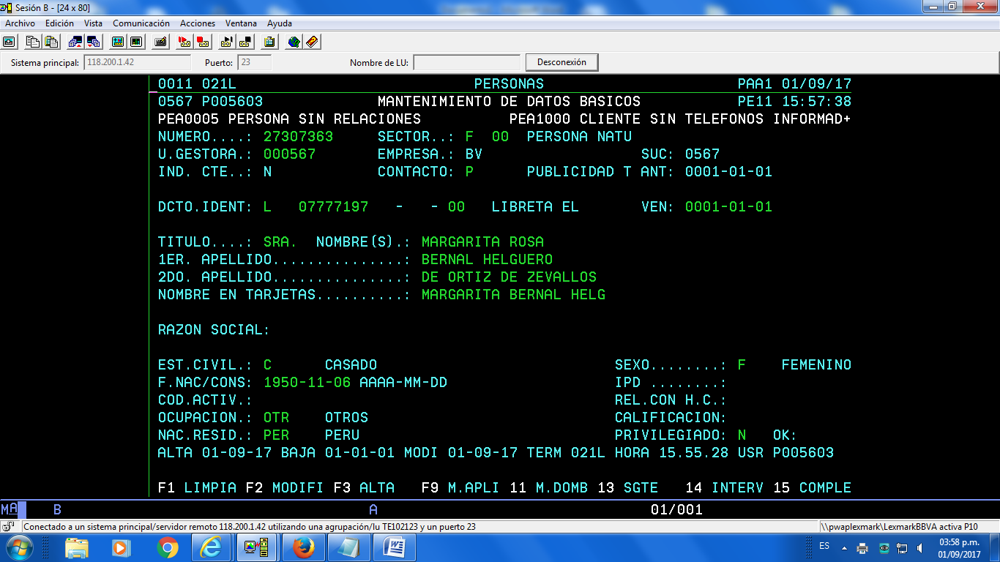 Sesión B - [24 x 80]
Archivo Edición Vista Comunicación Acciones Ventana Ayuda
Sistema principal: 118.200.1.42 Puerto: 23 Nombre de LU: Desconexión
0011 021L PERSONAS PAA1 01/09/17
0567 P005603 MANTENIMIENTO DE DATOS BASICOS PE11 15:57:38
PEA0005 PERSONA SIN RELACIONES PEA1000 CLIENTE SIN TELEFONOS INFORMAD+
NUMERO....: 27307363 SECTOR..: F 00 PERSONA NATU
U.GESTORA.: 000567 EMPRESA.: BV SUC: 0567
IND. CTE..: N CONTACTO: P PUBLICIDAD T ANT: 0001-01-01
DCTO.IDENT: L 07777197 - - 00 LIBRETA EL VEN: 0001-01-01
TITULO....: SRA. NOMBRE(S).: MARGARITA ROSA
1ER. APELLIDO...............: BERNAL HELGUERO
2DO. APELLIDO...............: DE ORTIZ DE ZEVALLOS
NOMBRE EN TARJETAS..........: MARGARITA BERNAL HELG
RAZON SOCIAL:
EST.CIVIL.: C CASADO SEXO........: F FEMENINO
F.NAC/CONS: 1950-11-06 AAAA-MM-DD IPD ........:
COD.ACTIV.: REL.CON H.C.:
OCUPACION.: OTR OTROS CALIFICACION:
NAC.RESID.: PER PERU PRIVILEGIADO: N OK:
ALTA 01-09-17 BAJA 01-01-01 MODI 01-09-17 TERM 021L HORA 15.55.28 USR P005603
F1 LIMPIA F2 MODIFI F3 ALTA F9 M.APLI 11 M.DOMB 13 SGTE 14 INTERV 15 COMPLE
MA B A 01/001
Conectado a un sistema principal/servidor remoto 118.200.1.42 utilizando una agrupación/lu TE102123 y un puerto 23 \\pwaplexmark\LexmarkBBVA activa P10
ES 03:58 p.m.
01/09/2017